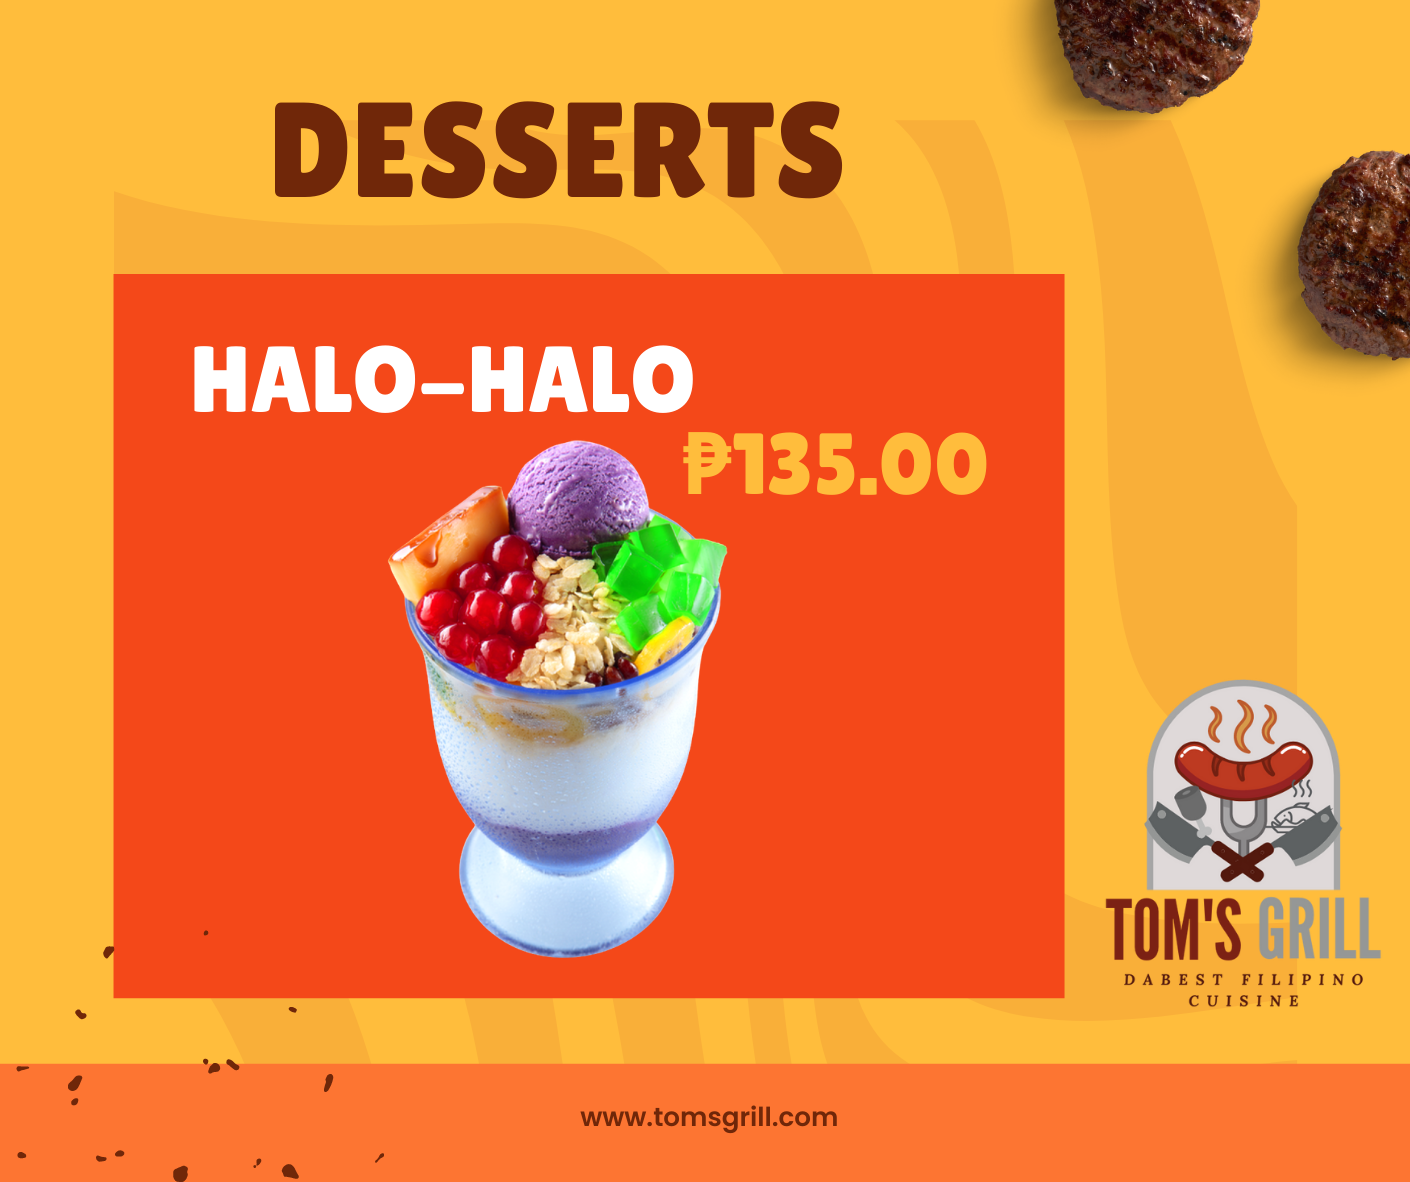 DESSERTS
HALO-HALO
₱135.00
TOM'S GRILL
DABEST FILIPINO
CUISINE
www.tomsgrill.com